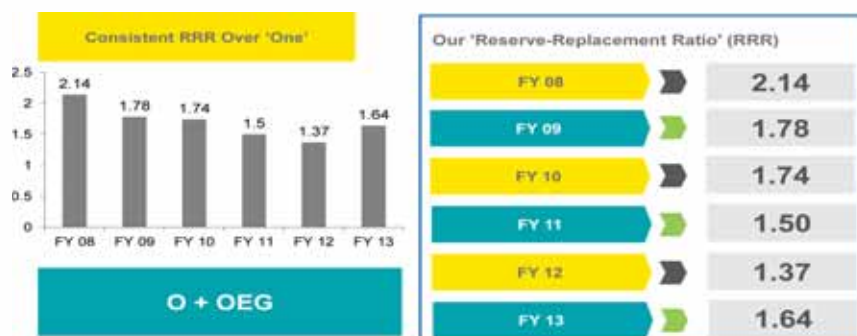 Consistent RRR Over 'One'
2.5
2
1.5
1
0.5
0
2.14
1.78
1.74
1.5
1.37
1.64
FY 08 FY 09 FY 10 FY 11 FY 12 FY 13
O + OEG
Our 'Reserve-Replacement Ratio' (RRR)
FY 08 2.14
FY 09 1.78
FY 10 1.74
FY 11 1.50
FY 12 1.37
FY 13 1.64